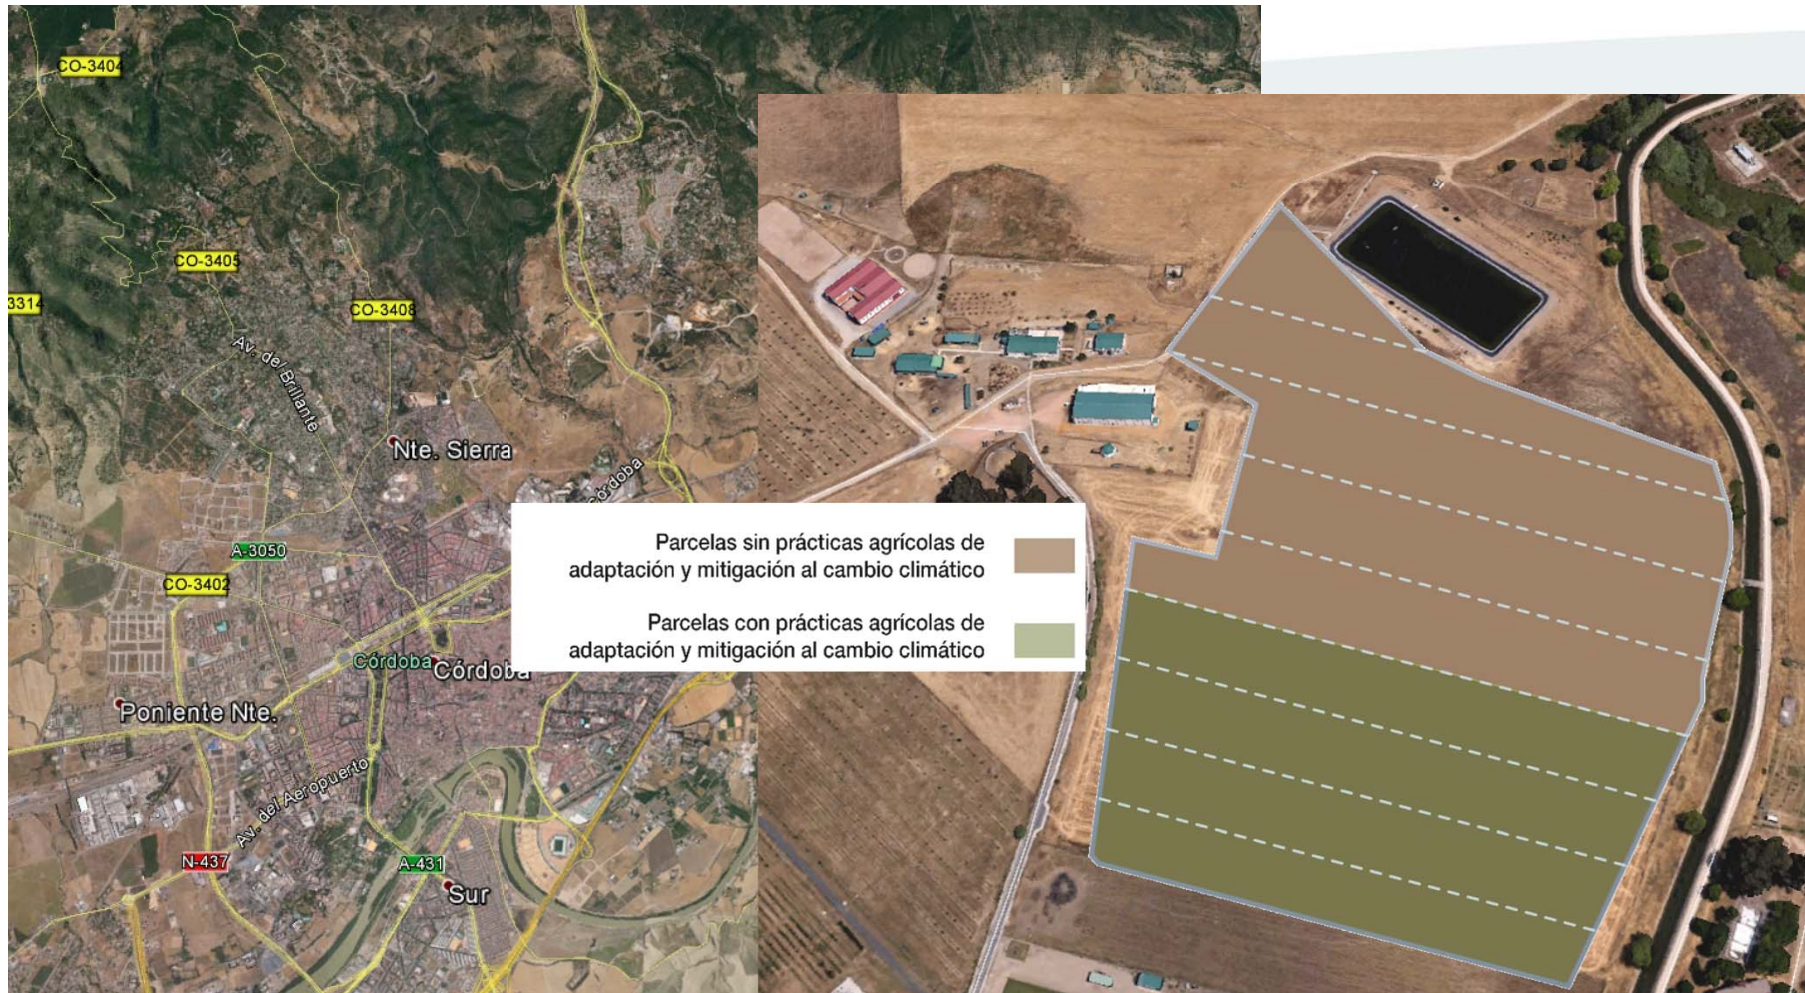 CO-3404
CO-3405
3314
CO-3408
Av. del Brillante
Nte. Sierra
Córdoba
A-3050
CO-3402
Parcelas sin prácticas agrícolas de
adaptación y mitigación al cambio climático
Parcelas con prácticas agrícolas de
adaptación y mitigación al cambio climático
Córdoba
Córdoba
Poniente Nte.
Av. del Aeropuerto
N-437
A-431
Sur